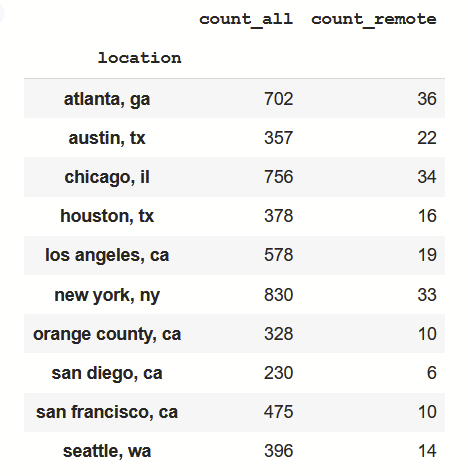 count_all count_remote
location
atlanta, ga 702 36
austin, tx 357 22
chicago, il 756 34
houston, tx 378 16
los angeles, ca 578 19
new york, ny 830 33
orange county, ca 328 10
san diego, ca 230 6
san francisco, ca 475 10
seattle, wa 396 14